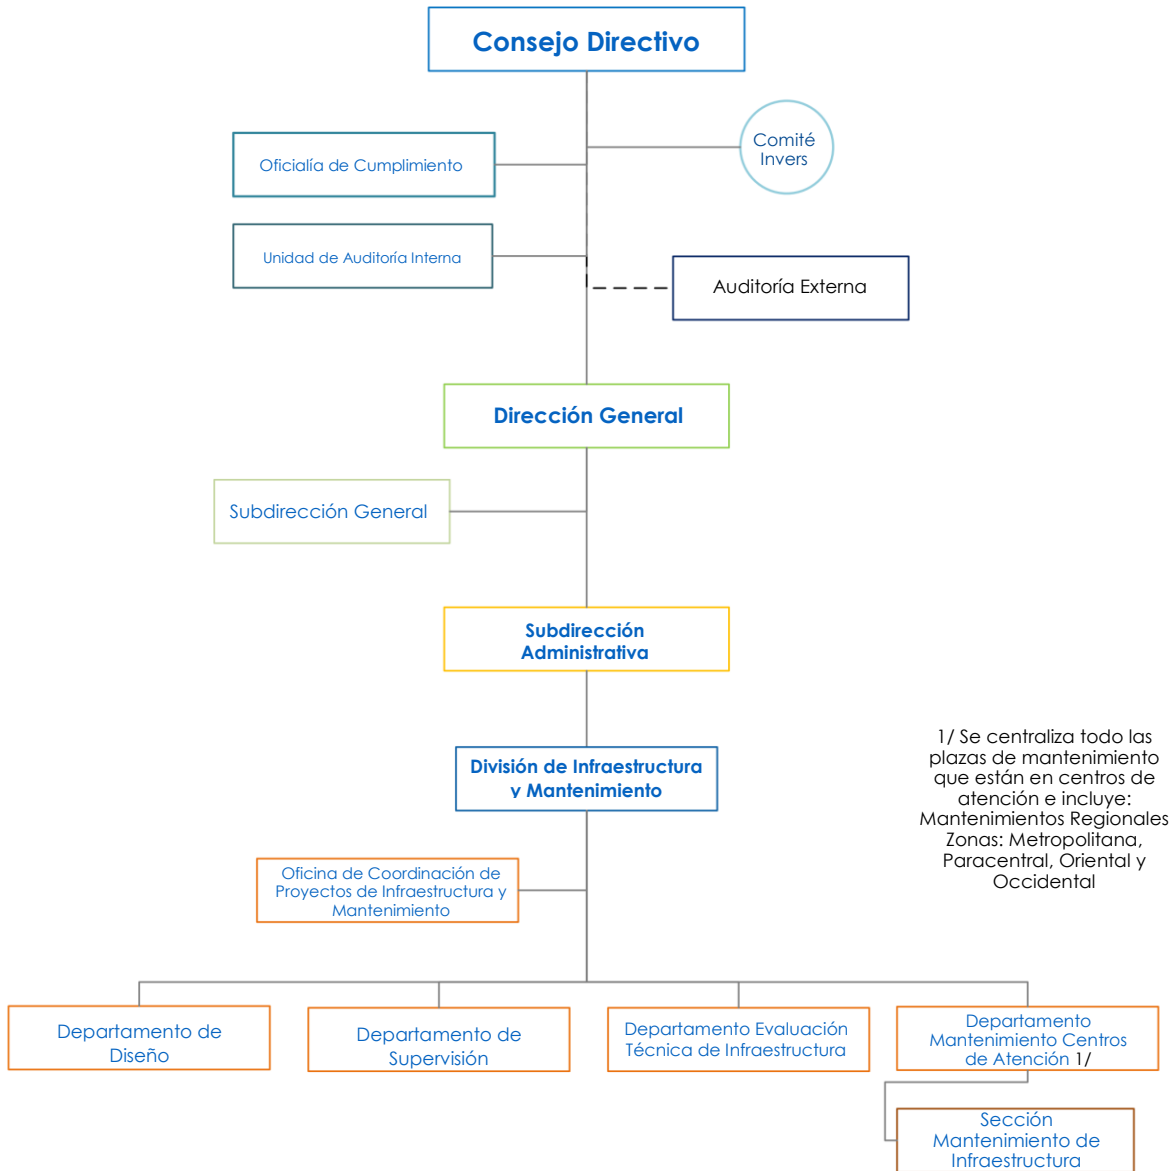 Consejo Directivo
Comité
Invers
Oficialía de Cumplimiento
Unidad de Auditoría Interna
Auditoría Externa
Dirección General
Subdirección General
Subdirección
Administrativa
División de Infraestructura
y Mantenimiento
1/ Se centraliza todo las
plazas de mantenimiento
que están en centros de
atención e incluye:
Mantenimientos Regionales
Zonas: Metropolitana,
Paracentral, Oriental y
Occidental
Oficina de Coordinación de
Proyectos de Infraestructura y
Mantenimiento
Departamento de
Diseño
Departamento de
Supervisión
Departamento Evaluación
Técnica de Infraestructura
Departamento
Mantenimiento Centros
de Atención 1/
Sección
Mantenimiento de
Infraestructura